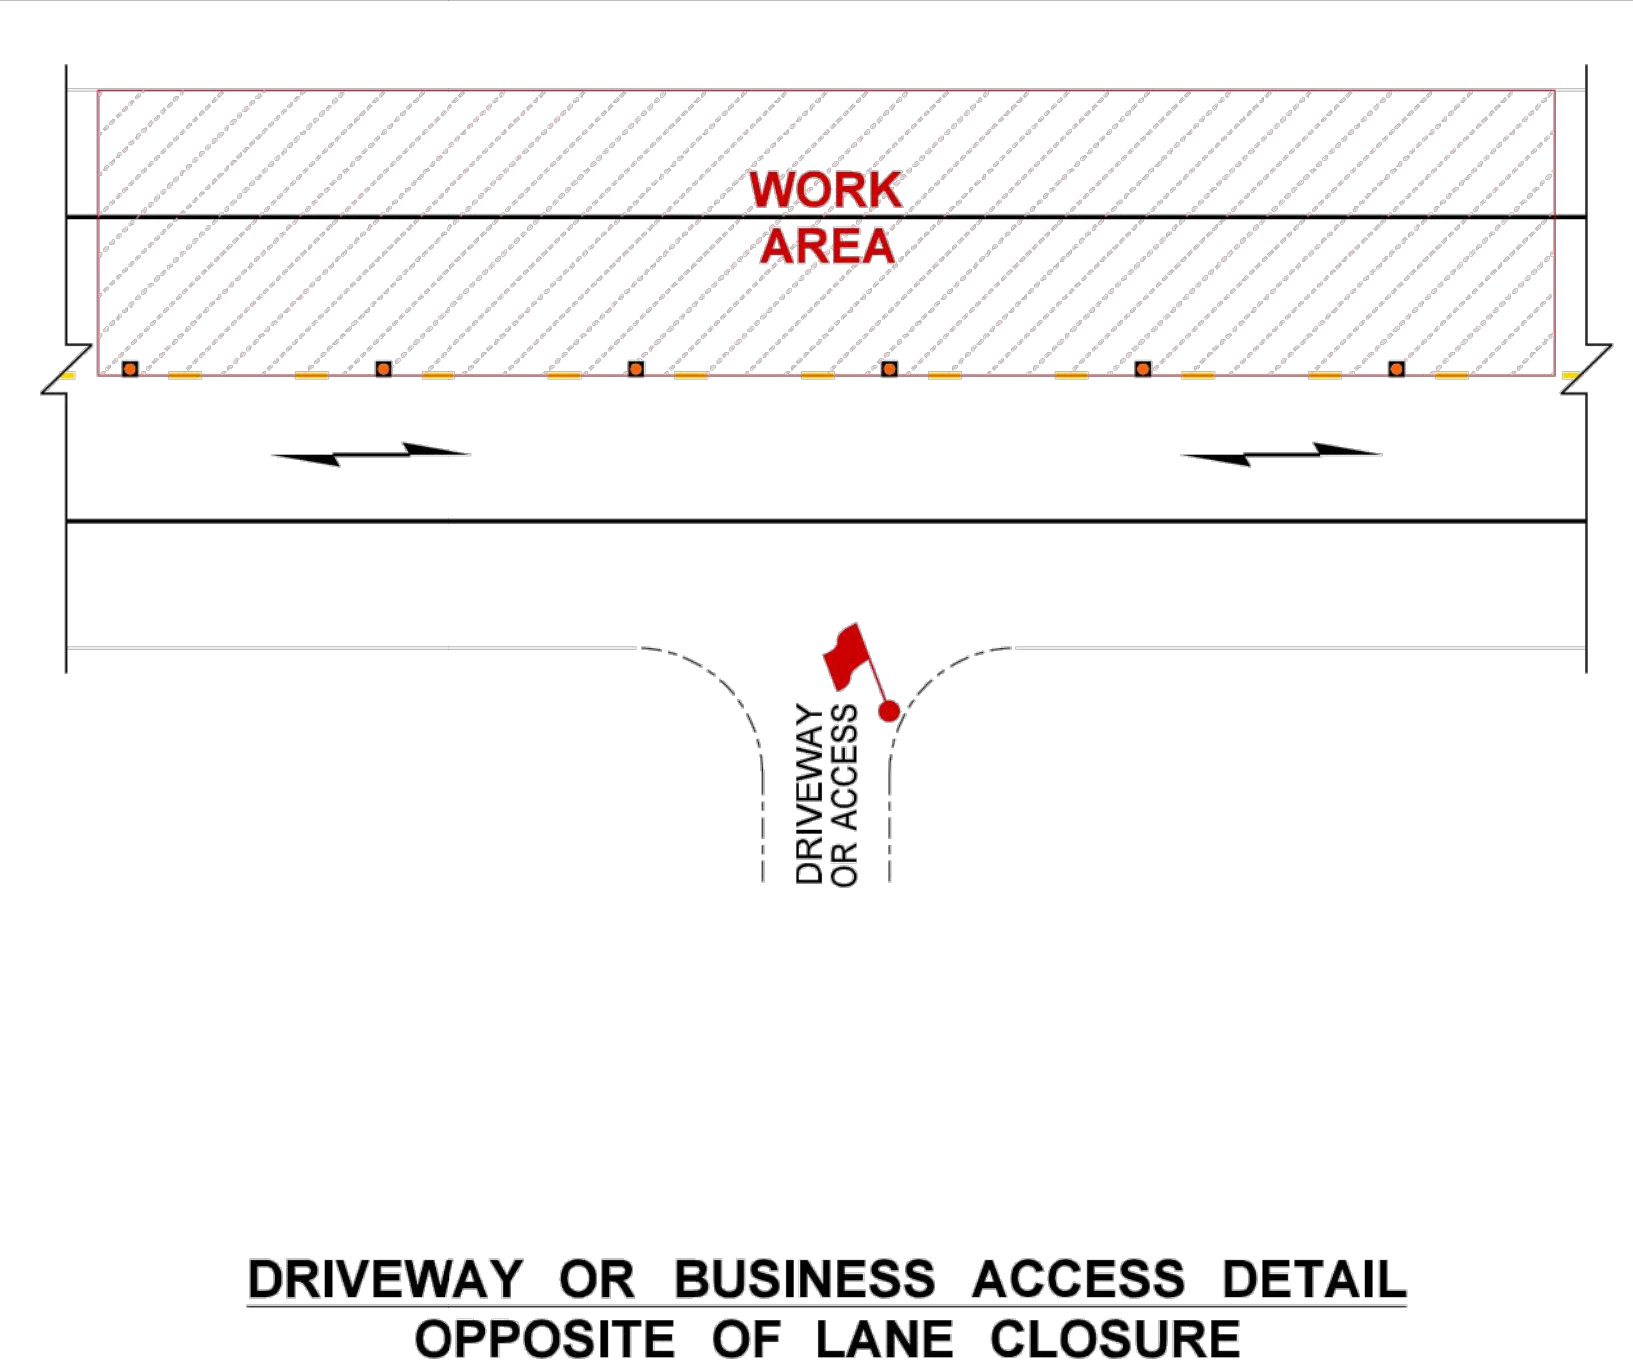 WORK
AREA
DRIVEWAY
OR ACCESS
DRIVEWAY OR BUSINESS ACCESS DETAIL
OPPOSITE OF LANE CLOSURE